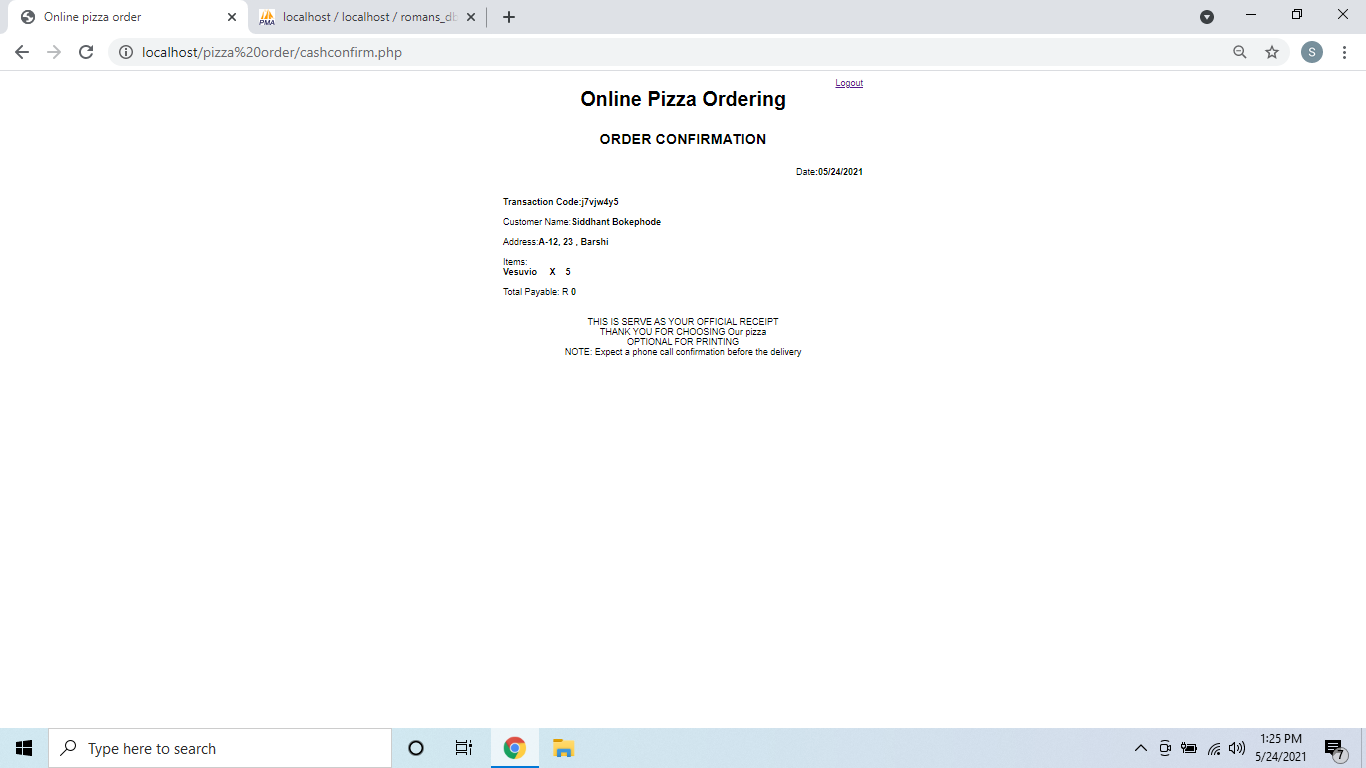 Online pizza order
PMA
localhost / localhost / romans_db
localhost/pizza%20order/cashconfirm.php
S
Logout
Online Pizza Ordering
ORDER CONFIRMATION
Date:05/24/2021
Transaction Code:j7vjw4y5
Customer Name:Siddhant Bokephode
Address:A-12, 23 , Barshi
Items:
Vesuvio X 5
Total Payable: R 0
THIS IS SERVE AS YOUR OFFICIAL RECEIPT
THANK YOU FOR CHOOSING Our pizza
OPTIONAL FOR PRINTING
NOTE: Expect a phone call confirmation before the delivery
Type here to search
1:25 PM
5/24/2021
7